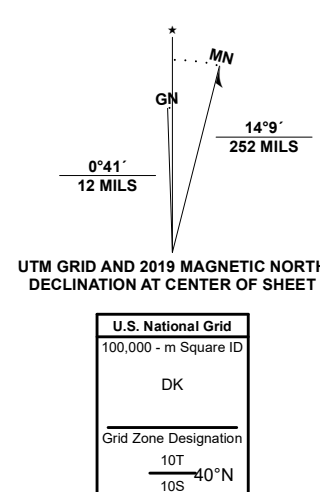 ★
MN
GN
14°9´
252 MILS
0°41´
12 MILS
UTM GRID AND 2019 MAGNETIC NORTH
DECLINATION AT CENTER OF SHEET
U.S. National Grid
100,000 - m Square ID
DK
Grid Zone Designation
10T
40°N
10S